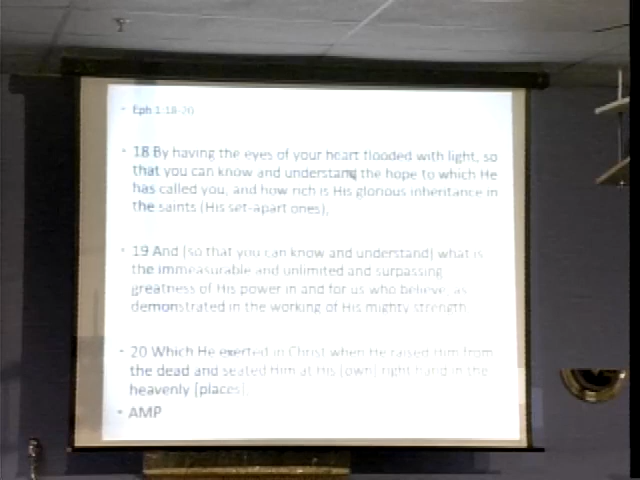 Eph 1:18-20
18 By having the eyes of your heart flooded with light, so
that you can know and understand the hope to which He
has called you, and how rich is His glorious inheritance in
the saints (His set-apart ones),
19 And [so that you can know and understand] what is
the immeasurable and unlimited and surpassing
greatness of His power in and for us who believe, as
demonstrated in the working of His mighty strength,
20 Which He exerted in Christ when He raised Him from
the dead and seated Him at His [own] right hand in the
heavenly [places],
AMP